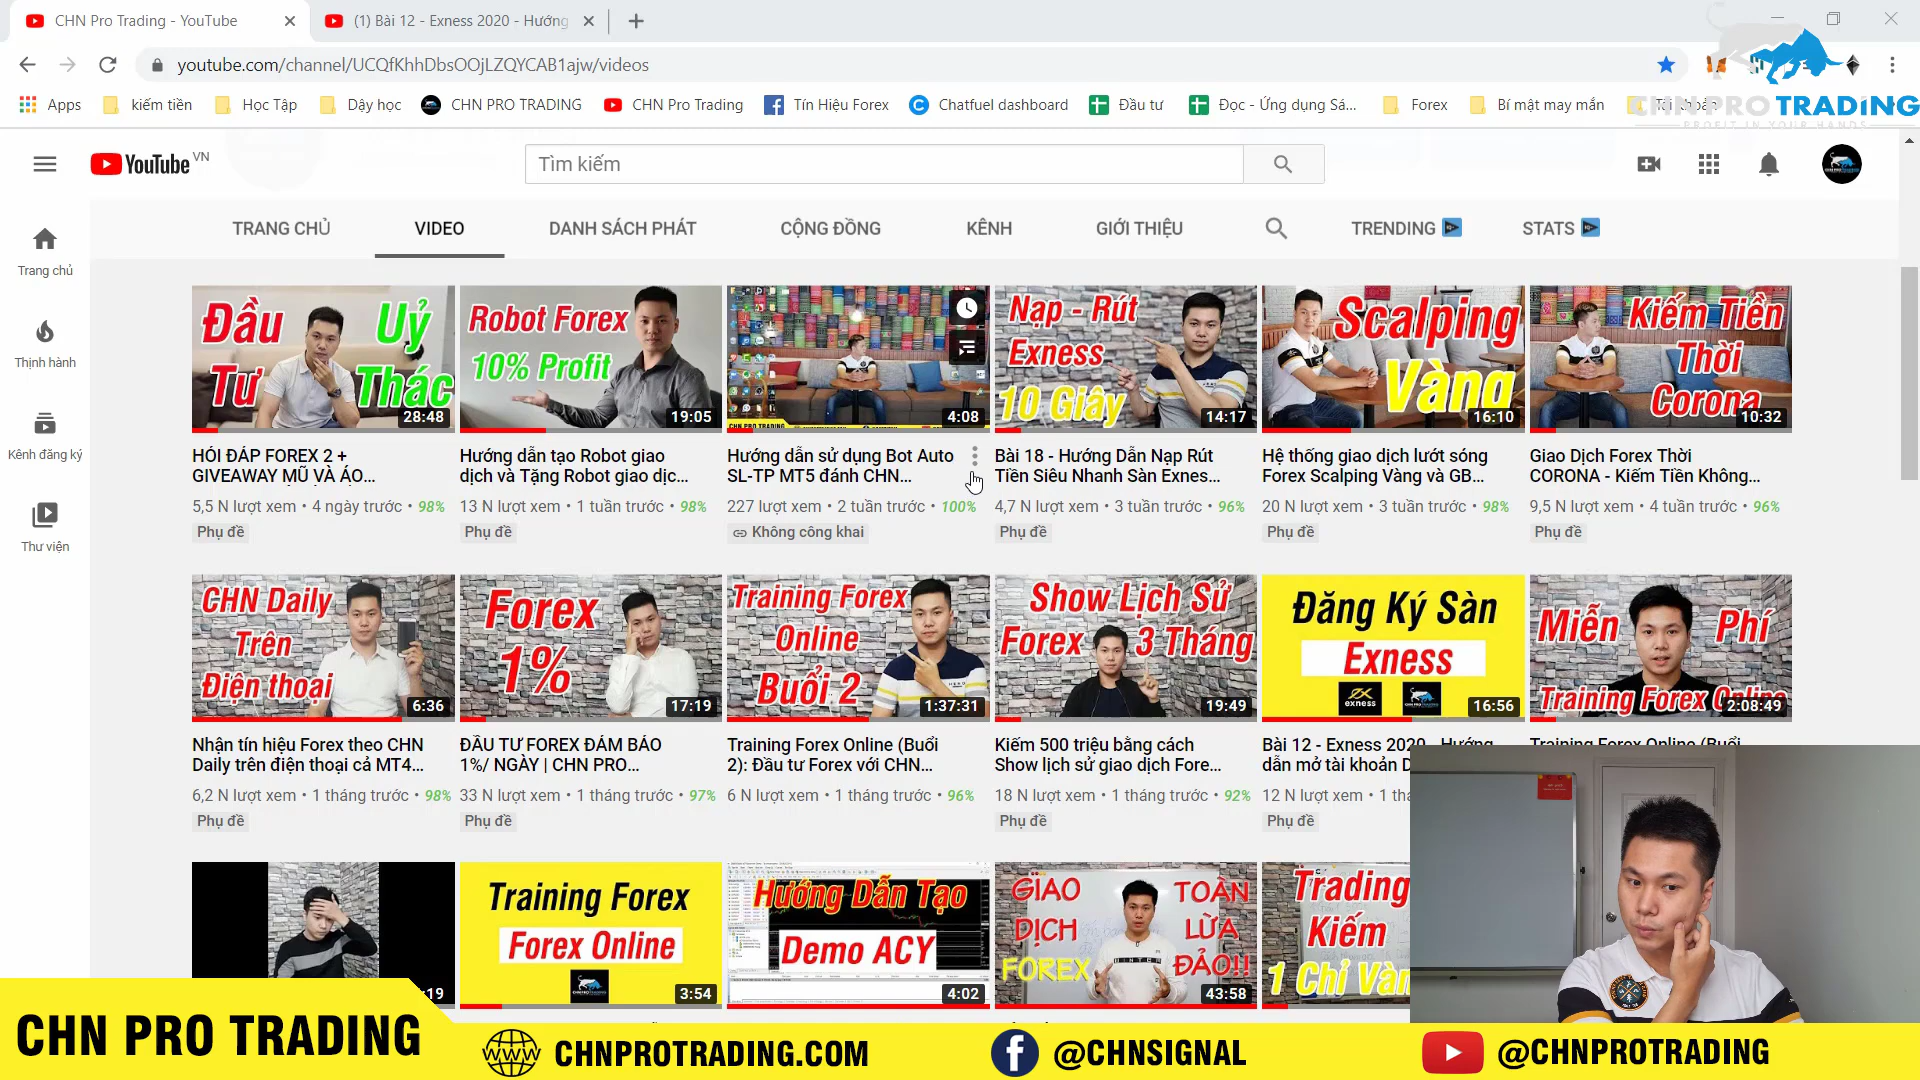 CHN Pro Trading - YouTube
(1) Bài 12 - Exness 2020 - Hướng
youtube.com/channel/UCQfKhhDbsOOjLZQYCAB1ajw/videos
Apps
kiếm tiền
Học Tập
Dậy học
CHN PRO TRADING
CHN Pro Trading
Tín Hiệu Forex
Chatfuel dashboard
Đầu tư
Đọc - Ứng dụng Sá...
Forex
Bí mật may mắn
CHN PRO TRADING
PROFIT IN YOUR HANDS
YouTube VN
Tìm kiếm
TRANG CHỦ
VIDEO
DANH SÁCH PHÁT
CỘNG ĐỒNG
KÊNH
GIỚI THIỆU
TRENDING
STATS
Trang chủ
Thịnh hành
Kênh đăng ký
Thư viện
Đầu Tư Uỷ Thác
28:48
Robot Forex
10% Profit
19:05
4:08
Nạp - Rút
Exness
10 Giây
14:17
Scalping
Vàng
16:10
Kiếm Tiền
Thời
Corona
10:32
HỎI ĐÁP FOREX 2 +
GIVEAWAY MŨ VÀ ÁO...
5,5 N lượt xem • 4 ngày trước • 98%
Phụ đề
Hướng dẫn tạo Robot giao
dịch và Tặng Robot giao dịc...
13 N lượt xem • 1 tuần trước • 98%
Phụ đề
Hướng dẫn sử dụng Bot Auto
SL-TP MT5 đánh CHN...
227 lượt xem • 2 tuần trước • 100%
Không công khai
Bài 18 - Hướng Dẫn Nạp Rút
Tiền Siêu Nhanh Sàn Exnes...
4,7 N lượt xem • 3 tuần trước • 96%
Phụ đề
Hệ thống giao dịch lướt sóng
Forex Scalping Vàng và GB...
20 N lượt xem • 3 tuần trước • 98%
Phụ đề
Giao Dịch Forex Thời
CORONA - Kiếm Tiền Không...
9,5 N lượt xem • 4 tuần trước • 96%
Phụ đề
CHN Daily
Trên
Điện thoại
6:36
Forex
1%
17:19
Training Forex
Online
Buổi 2
1:37:31
Show Lịch Sử
Forex 3 Tháng
19:49
Đăng Ký Sàn
Exness
exness
16:56
Miễn Phí
Training Forex Online
2:08:49
Nhận tín hiệu Forex theo CHN
Daily trên điện thoại cả MT4...
6,2 N lượt xem • 1 tháng trước • 98%
Phụ đề
ĐẦU TƯ FOREX ĐẢM BẢO
1%/ NGÀY | CHN PRO...
33 N lượt xem • 1 tháng trước • 97%
Phụ đề
Training Forex Online (Buổi
2): Đầu tư Forex với CHN...
6 N lượt xem • 1 tháng trước • 96%
Kiếm 500 triệu bằng cách
Show lịch sử giao dịch Fore...
18 N lượt xem • 1 tháng trước • 92%
Phụ đề
Bài 12 - Exness 2020 - Hướng
dẫn mở tài khoản
12 N lượt xem • 1
Phụ đề
Training Forex Online (Buổi
:19
Training Forex
Forex Online
3:54
Hướng Dẫn Tạo
Demo ACY
4:02
GIAO DỊCH FOREX
TOÀN LỪA ĐẢO!!
43:58
Trading
Kiếm
1 Chỉ Vàng
CHN PRO TRADING
WWW CHNPROTRADING.COM
@CHNSIGNAL
@CHNPROTRADING